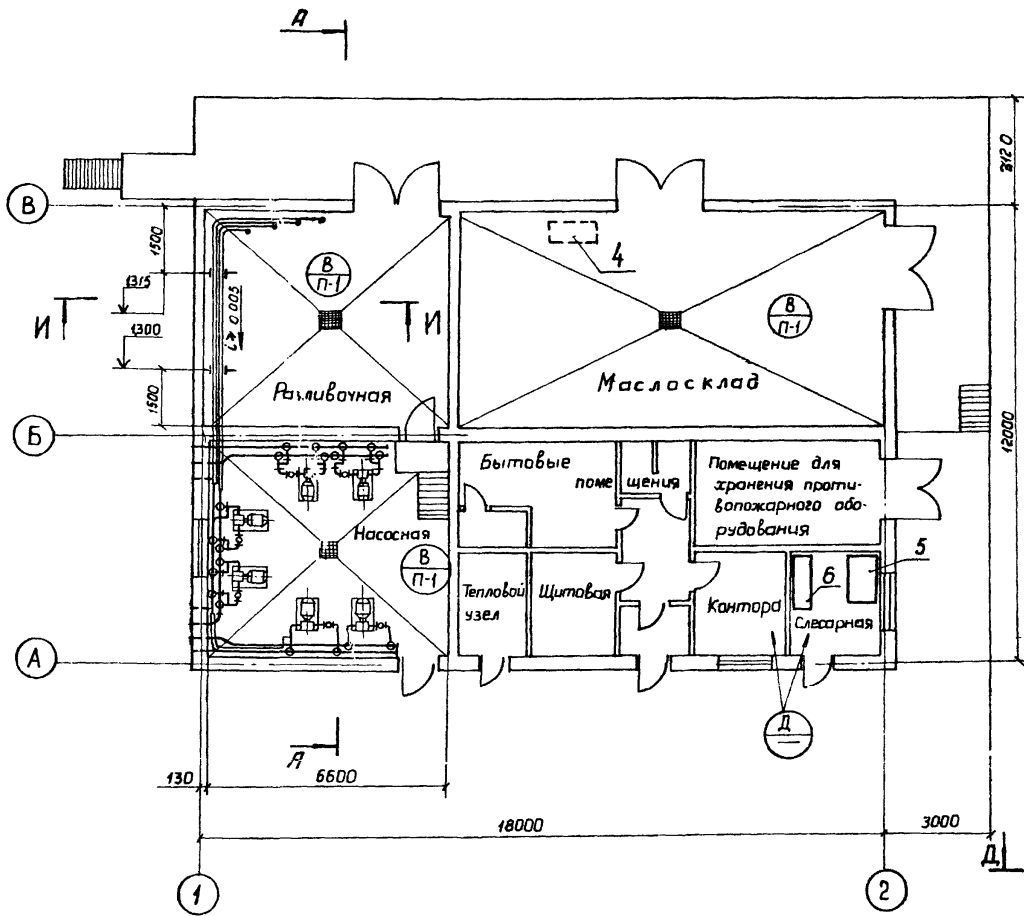 А
3120
В
1500
1315
В
П-1
4
В
П-1
И
И
i ≥ 0.005
1300
Разливочная
Маслосклад
1500
12000
Б
Бытовые
поме
щения
Помещение для
хранения проти-
вопожарного обо-
рудования
Насосная
В
П-1
5
6
Тепловой
узел
Щитовая
Контора
Слесарная
А
Д
А
130
6600
18000
3000
Д
1
2